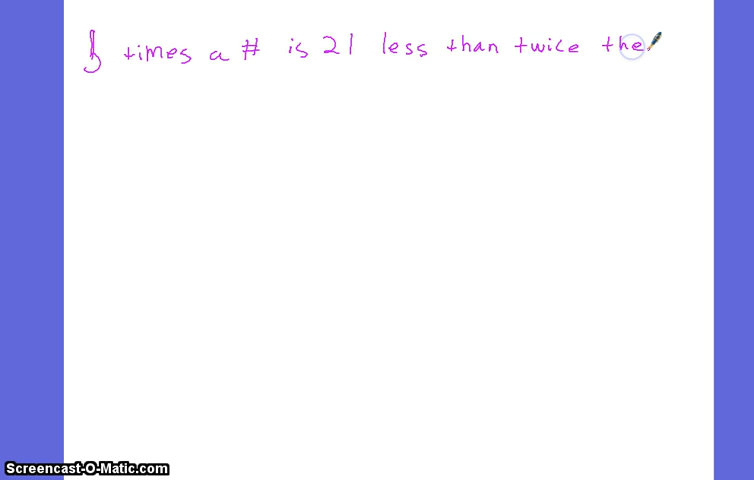 times a # is 21 less than twice the
Screencast-O-Matic.com